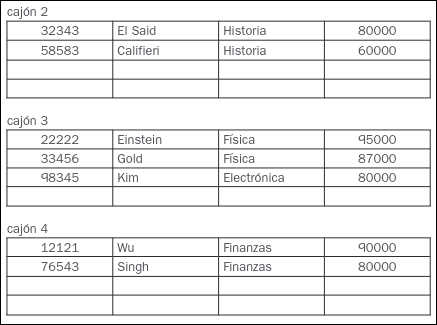 cajón 2
32343 El Said Historia 80000
58583 Califieri Historia 60000
cajón 3
22222 Einstein Física 95000
33456 Gold Física 87000
98345 Kim Electrónica 80000
cajón 4
12121 Wu Finanzas 90000
76543 Singh Finanzas 80000